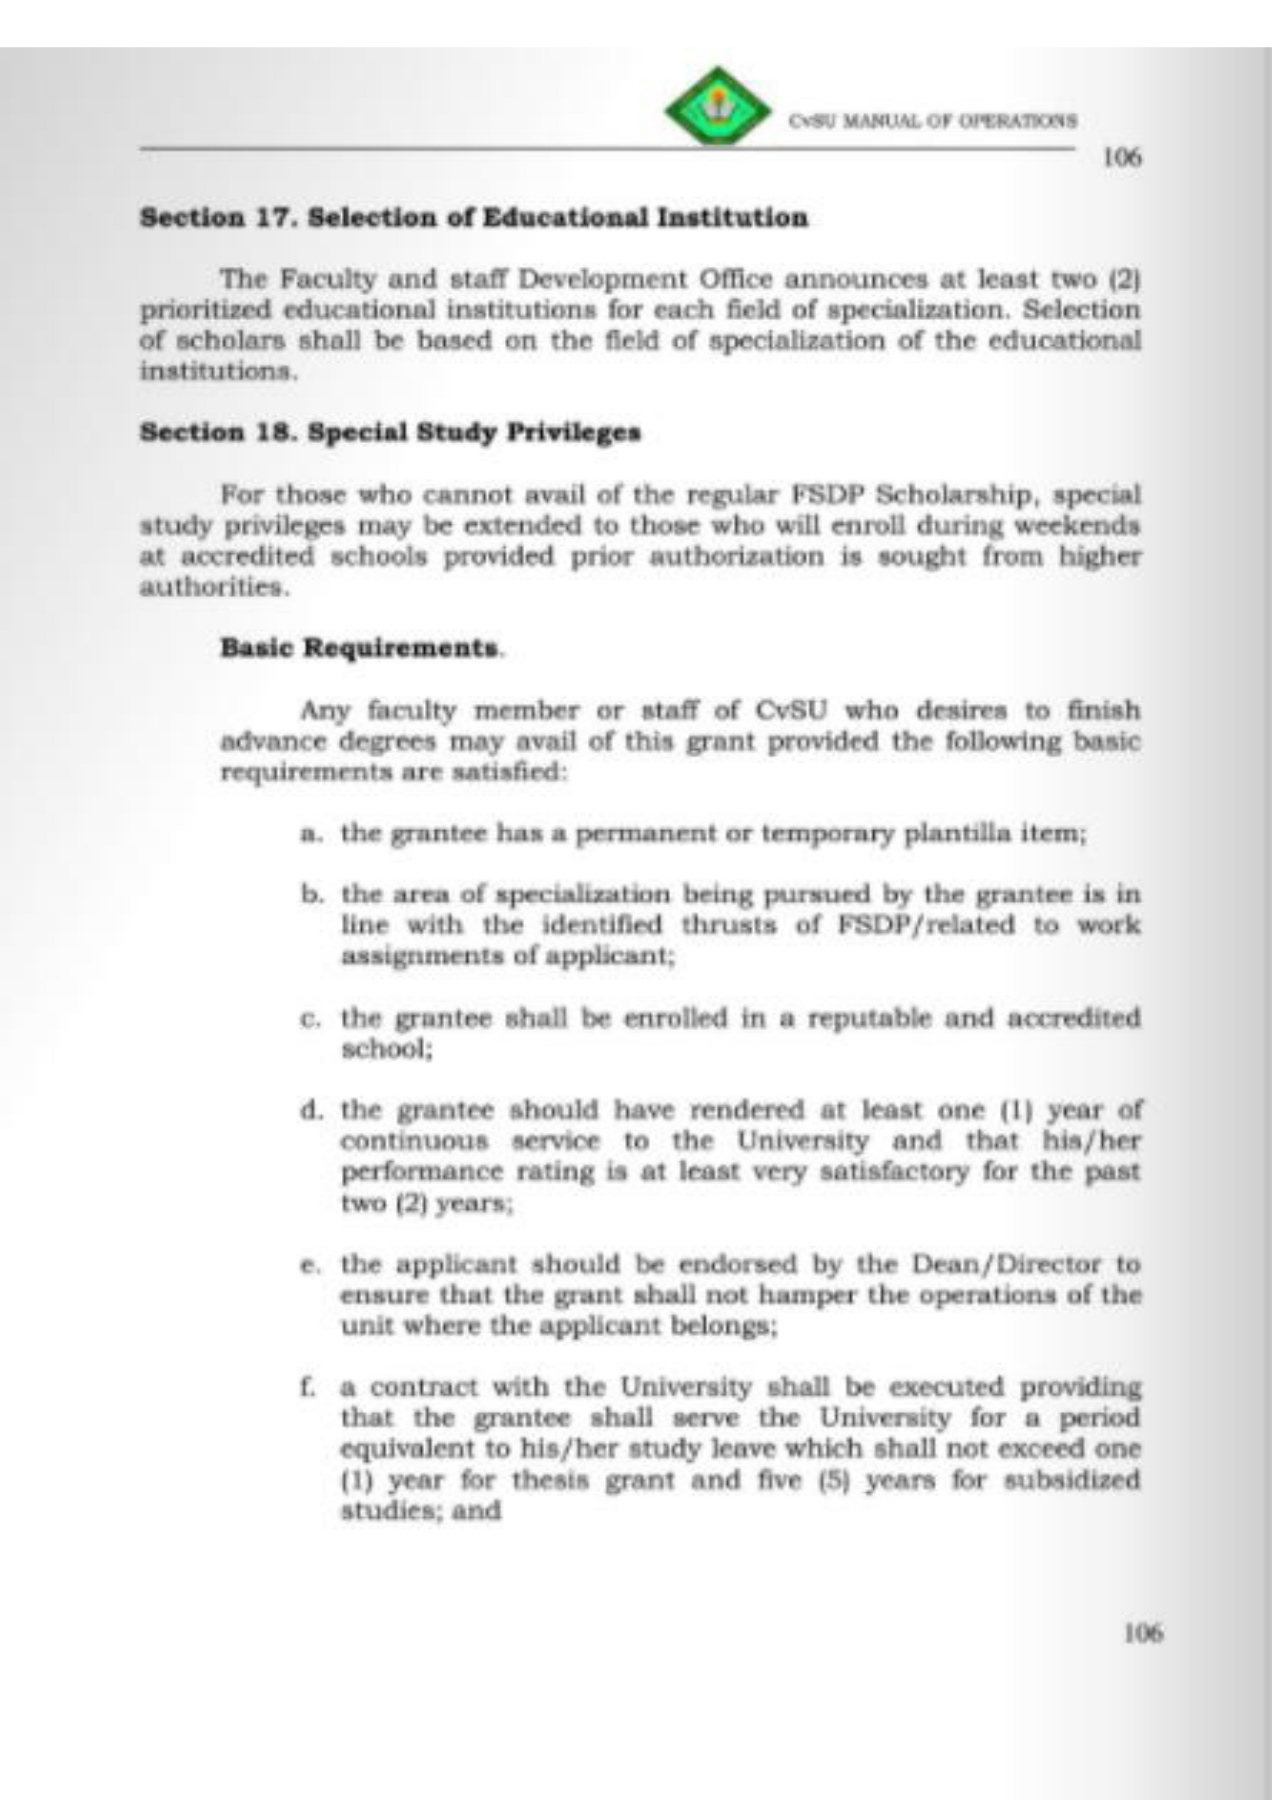 CvSU MANUAL OF OPERATIONS
106
Section 17. Selection of Educational Institution
The Faculty and staff Development Office announces at least two (2)
prioritized educational institutions for each field of specialization. Selection
of scholars shall be based on the field of specialization of the educational
institutions.
Section 18. Special Study Privileges
For those who cannot avail of the regular FSDP Scholarship, special
study privileges may be extended to those who will enroll during weekends
at accredited schools provided prior authorization is sought from higher
authorities.
Basic Requirements.
Any faculty member or staff of CvSU who desires to finish
advance degrees may avail of this grant provided the following basic
requirements are satisfied:
a. the grantee has a permanent or temporary plantilla item;
b. the area of specialization being pursued by the grantee is in
line with the identified thrusts of FSDP/related to work
assignments of applicant;
c. the grantee shall be enrolled in a reputable and accredited
school;
d. the grantee should have rendered at least one (1) year of
continuous service to the University and that his/her
performance rating is at least very satisfactory for the past
two (2) years;
e. the applicant should be endorsed by the Dean/Director to
ensure that the grant shall not hamper the operations of the
unit where the applicant belongs;
f. a contract with the University shall be executed providing
that the grantee shall serve the University for a period
equivalent to his/her study leave which shall not exceed one
(1) year for thesis grant and five (5) years for subsidized
studies; and
106